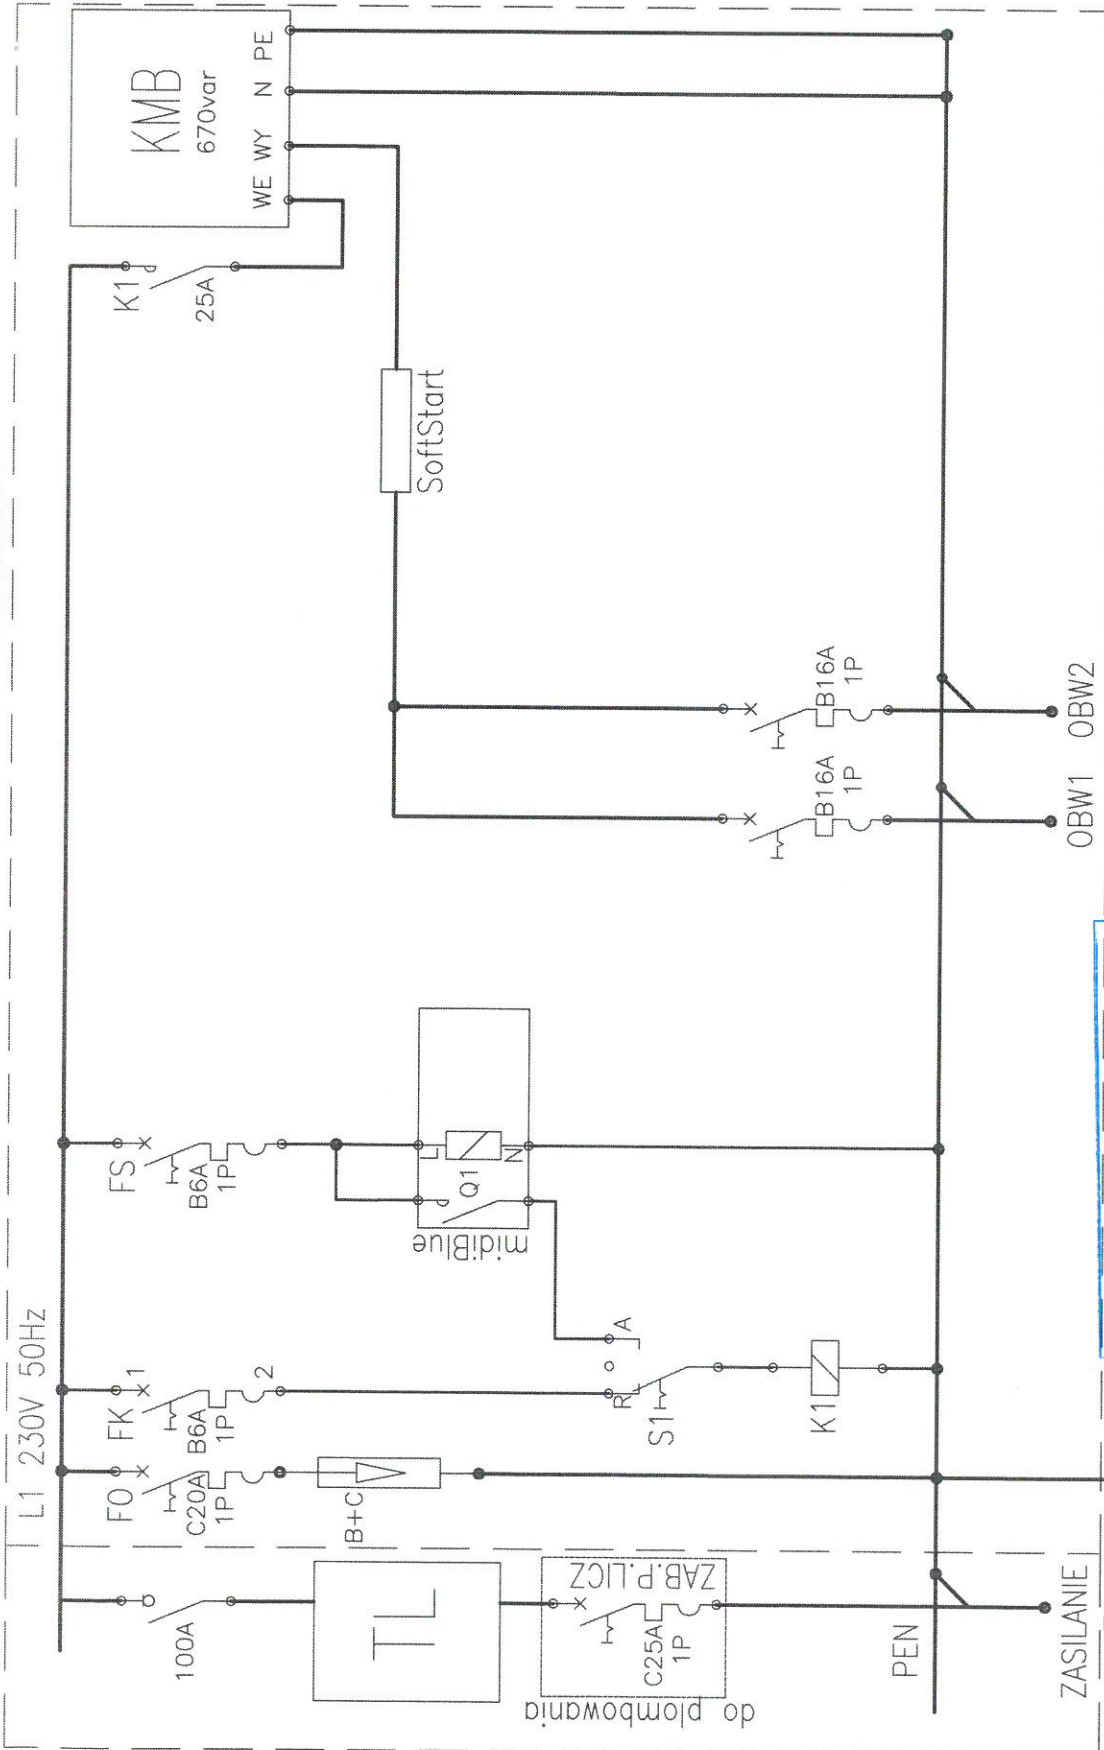 L1 230V 50Hz
100A
TL
ZAB.P.LICZ
C25A
1P
do plombowania
PEN
ZASILANIE
FO
C20A
1P
B+C
FK
1
B6A
1P
2
R
A
S1
K1
FS
B6A
1P
L
Q1
N
midiBlue
B16A
1P
OBW1
B16A
1P
OBW2
SoftStart
K1
25A
KMB
670var
WE WY N PE